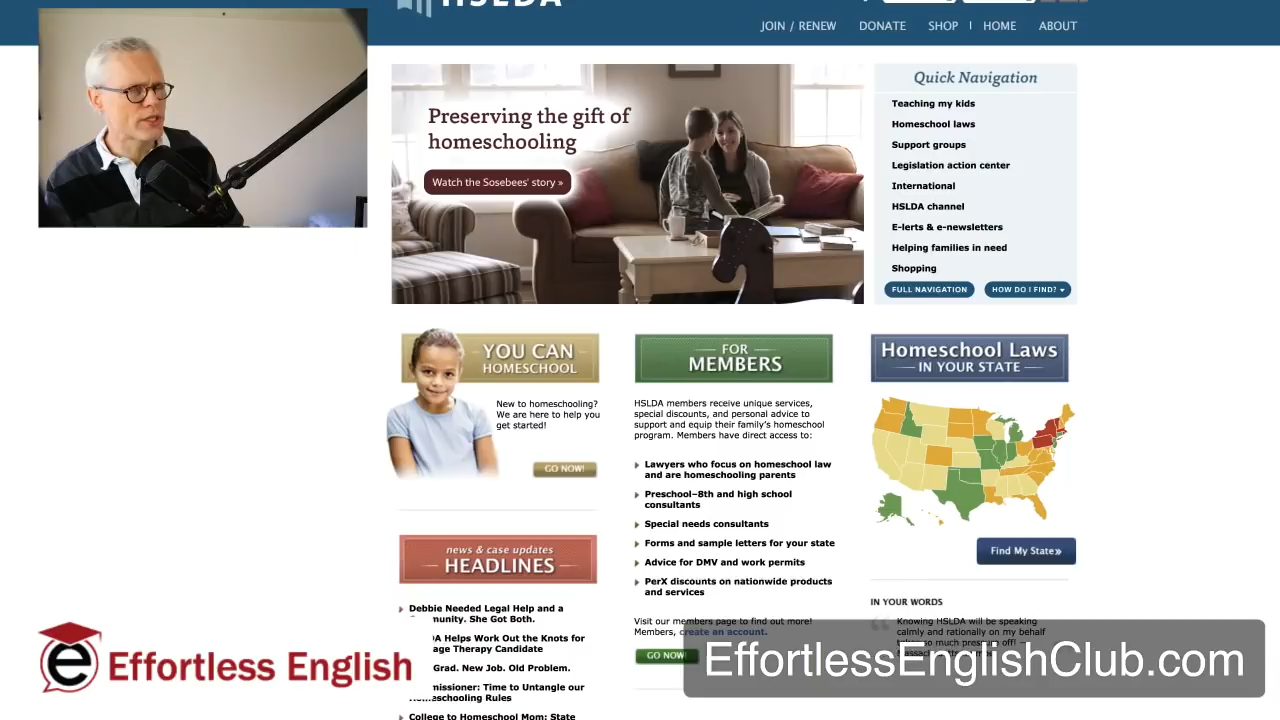 HSLDA
JOIN / RENEW DONATE SHOP | HOME ABOUT
Preserving the gift of
homeschooling
Watch the Sosebees' story »
Quick Navigation
Teaching my kids
Homeschool laws
Support groups
Legislation action center
International
HSLDA channel
E-lerts & e-newsletters
Helping families in need
Shopping
FULL NAVIGATION
HOW DO I FIND?
YOU CAN
HOMESCHOOL
New to homeschooling?
We are here to help you
get started!
GO NOW!
news & case updates
HEADLINES
Debbie Needed Legal Help and a
She Got Both.
Helps Work Out the Knots for
Therapy Candidate
Grad. New Job. Old Problem.
Time to Untangle our
Rules
College to Homeschool Mom: State
FOR
MEMBERS
HSLDA members receive unique services,
special discounts, and personal advice to
support and equip their family's homeschool
program. Members have direct access to:
Lawyers who focus on homeschool law
and are homeschooling parents
Preschool–8th and high school
consultants
Special needs consultants
Forms and sample letters for your state
Advice for DMV and work permits
PerX discounts on nationwide products
and services
Visit our members page to find out more!
Members, create an account.
GO NOW!
Homeschool Laws
IN YOUR STATE
Find My State»
IN YOUR WORDS
Knowing HSLDA will be speaking
calmly and rationally on my behalf
e Effortless English
EffortlessEnglishClub.com